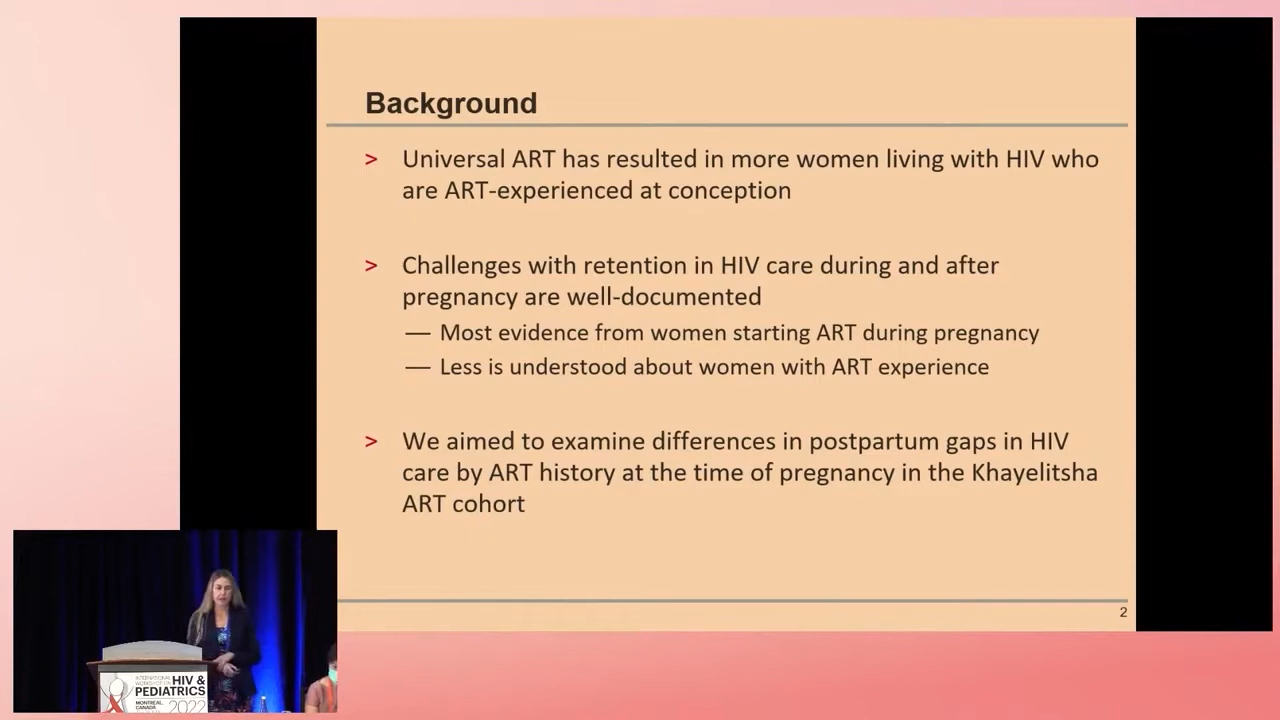 Background
> Universal ART has resulted in more women living with HIV who
are ART-experienced at conception
> Challenges with retention in HIV care during and after
pregnancy are well-documented
— Most evidence from women starting ART during pregnancy
— Less is understood about women with ART experience
> We aimed to examine differences in postpartum gaps in HIV
care by ART history at the time of pregnancy in the Khayelitsha
ART cohort
2
INTERNATIONAL
WORKSHOP ON HIV &
PEDIATRICS
MONTREAL,
CANADA
2022